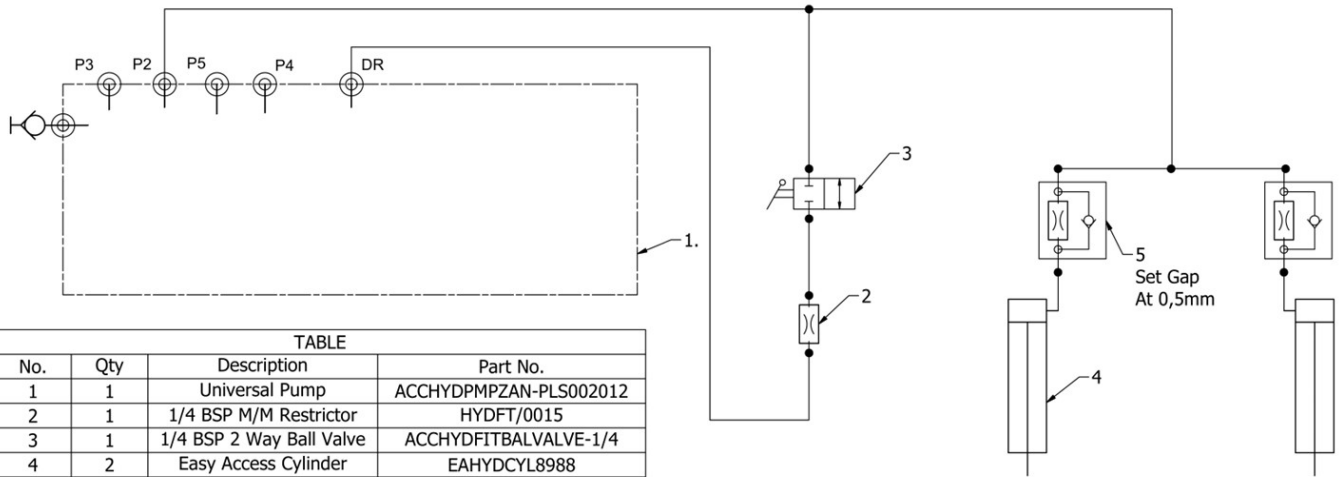 P3 P2 P5 P4 DR
3
1.
5
Set Gap
At 0,5mm
2
4
TABLE
No. Qty Description Part No.
1 1 Universal Pump ACCHYDPMPZAN-PLS002012
2 1 1/4 BSP M/M Restrictor HYDFT/0015
3 1 1/4 BSP 2 Way Ball Valve ACCHYDFITBALVALVE-1/4
4 2 Easy Access Cylinder EAHYDCYL8988